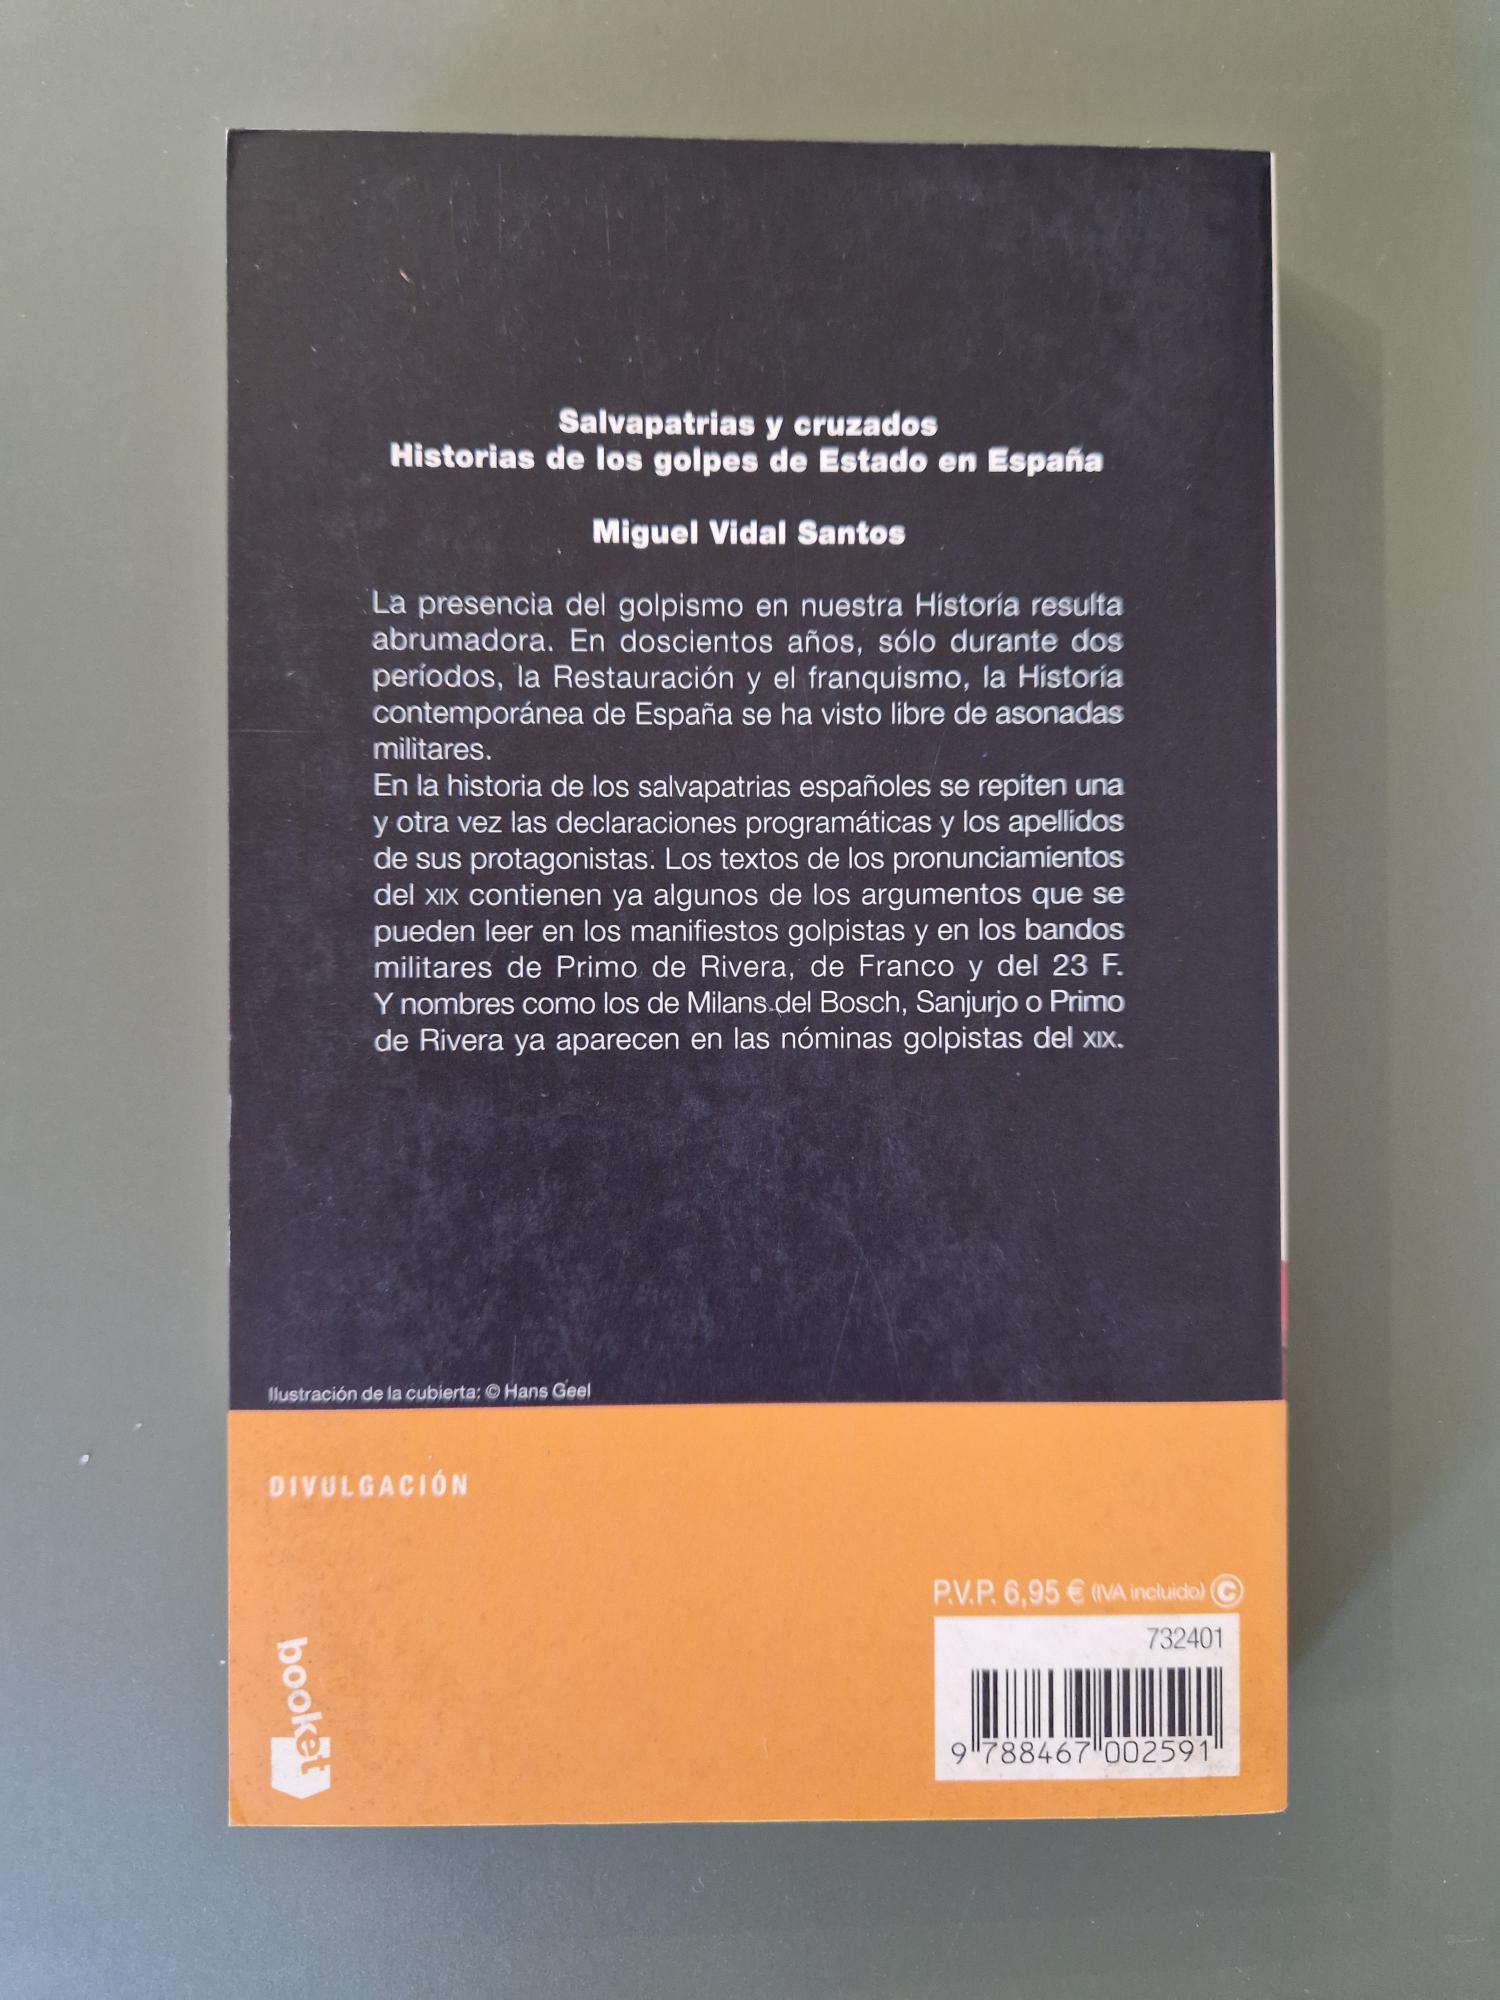 Salvapatrias y cruzados
Historias de los golpes de Estado en España
Miguel Vidal Santos
La presencia del golpismo en nuestra Historia resulta
abrumadora. En doscientos años, sólo durante dos
períodos, la Restauración y el franquismo, la Historia
contemporánea de España se ha visto libre de asonadas
militares.
En la historia de los salvapatrias españoles se repiten una
y otra vez las declaraciones programáticas y los apellidos
de sus protagonistas. Los textos de los pronunciamientos
del XIX contienen ya algunos de los argumentos que se
pueden leer en los manifiestos golpistas y en los bandos
militares de Primo de Rivera, de Franco y del 23 F.
Y nombres como los de Milans del Bosch, Sanjurjo o Primo
de Rivera ya aparecen en las nóminas golpistas del XIX.
Ilustración de la cubierta: © Hans Geel
DIVULGACIÓN
P.V.P. 6,95 € (IVA incluido) ©
732401
9 788467 002591
booket